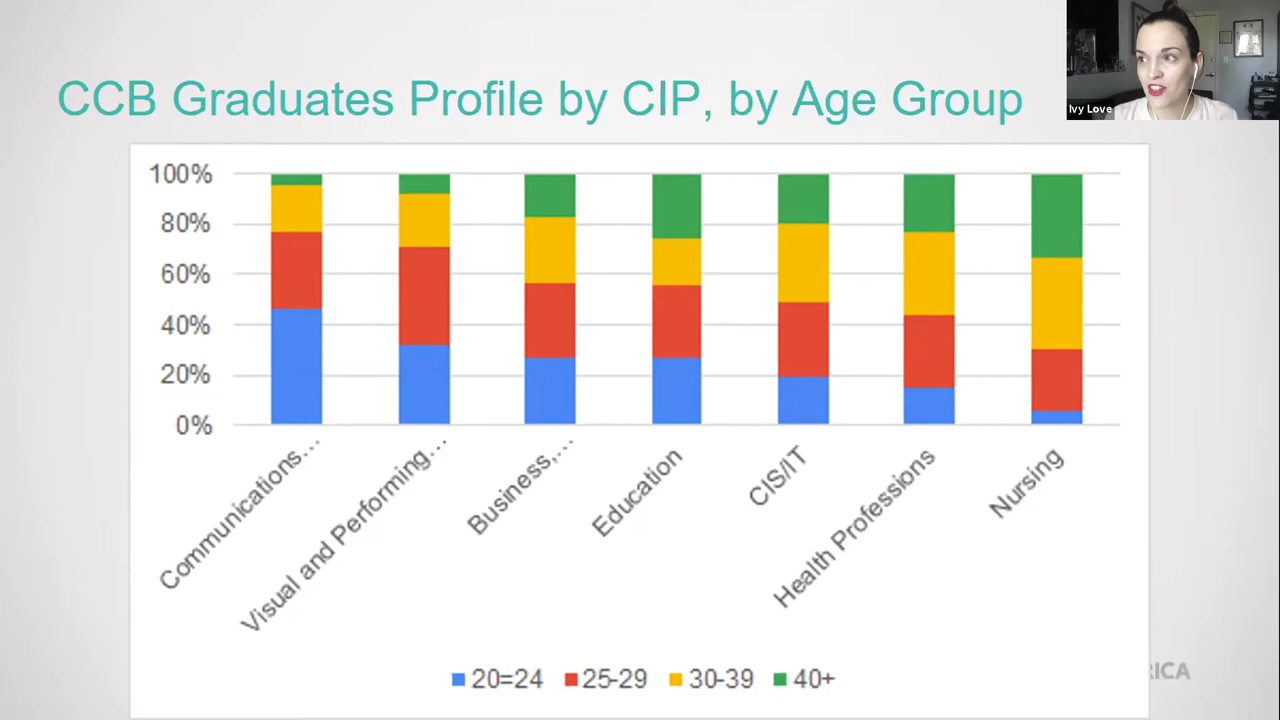 CCB Graduates Profile by CIP, by Age Group
Ivy Love
100%
80%
60%
40%
20%
0%
Communications,...
Visual and Performing...
Business,...
Education
CIS/IT
Health Professions
Nursing
20=24 25-29 30-39 40+
RICA